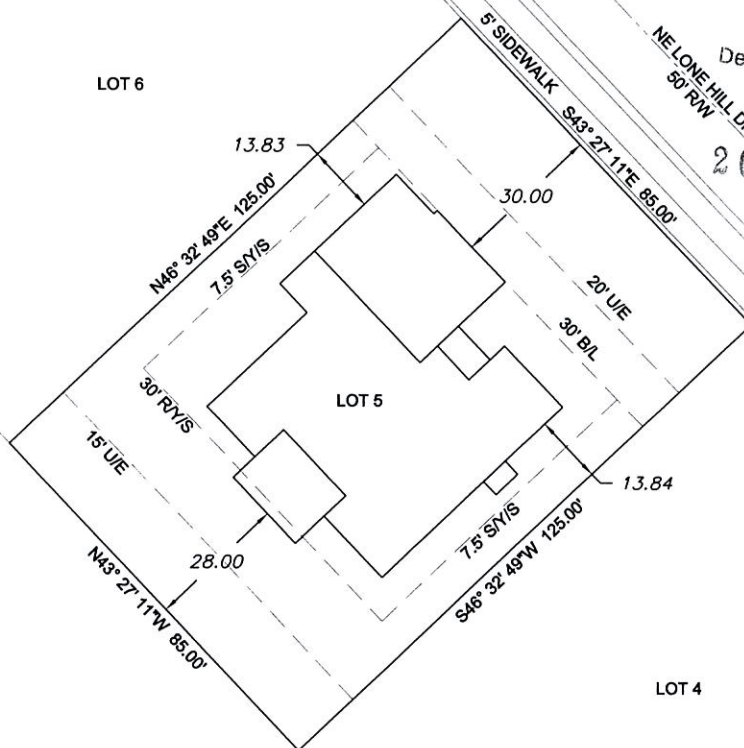 LOT 6
5' SIDEWALK
NE LONE HILL D
50' R/W
De
S43° 27' 11"E 85.00'
13.83
30.00
N46° 32' 49"E 125.00'
7.5' S/Y/S
20' U/E
30' B/L
30' R/Y/S
LOT 5
15' U/E
13.84
7.5' S/Y/S
28.00
S46° 32' 49"W 125.00'
N43° 27' 11"W 85.00'
LOT 4